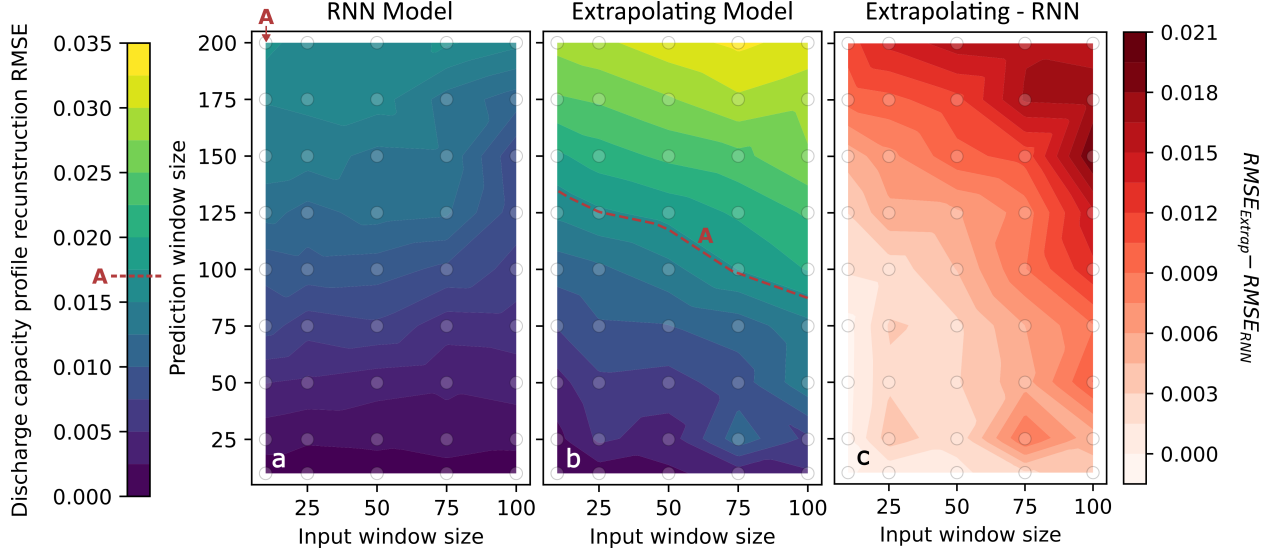 A
RNN Model
Extrapolating Model
Extrapolating - RNN
Discharge capacity profile recunstruction RMSE
0.035
0.030
0.025
0.020
A
0.015
0.010
0.005
0.000
Prediction window size
200
175
150
125
100
75
50
25
a
25
50
75
100
Input window size
A
b
25
50
75
100
Input window size
c
25
50
75
100
Input window size
0.021
0.018
0.015
0.012
0.009
0.006
0.003
0.000
RMSE_Extrap − RMSE_RNN